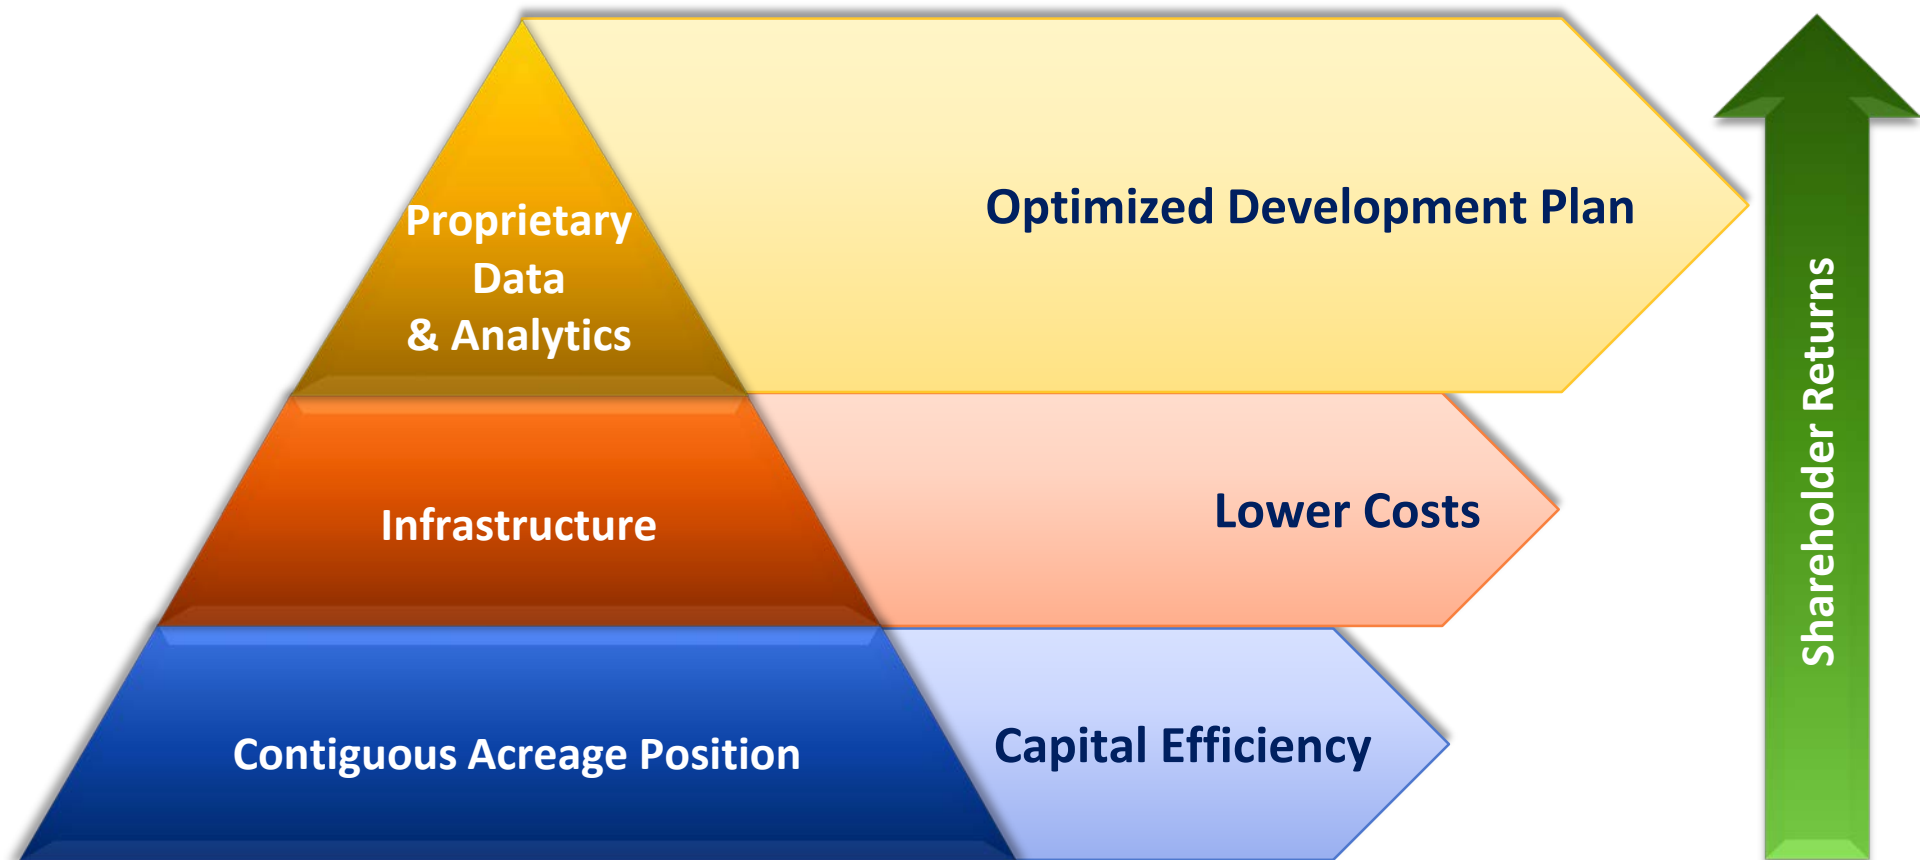 Proprietary
Data
& Analytics
Optimized Development Plan
Infrastructure
Lower Costs
Contiguous Acreage Position
Capital Efficiency
Shareholder Returns